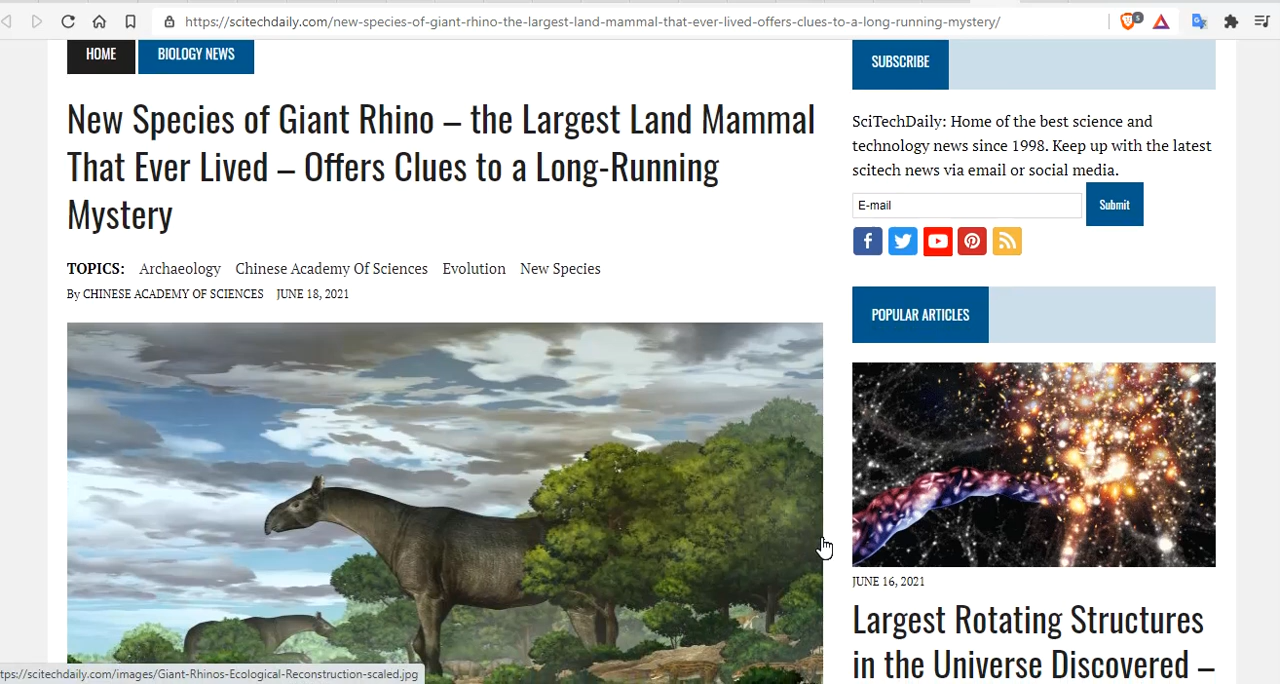 https://scitechdaily.com/new-species-of-giant-rhino-the-largest-land-mammal-that-ever-lived-offers-clues-to-a-long-running-mystery/
HOME
BIOLOGY NEWS
New Species of Giant Rhino – the Largest Land Mammal
That Ever Lived – Offers Clues to a Long-Running
Mystery
TOPICS: Archaeology Chinese Academy Of Sciences Evolution New Species
By CHINESE ACADEMY OF SCIENCES JUNE 18, 2021
SUBSCRIBE
SciTechDaily: Home of the best science and
technology news since 1998. Keep up with the latest
scitech news via email or social media.
E-mail
Submit
POPULAR ARTICLES
JUNE 16, 2021
Largest Rotating Structures
in the Universe Discovered –
ttps://scitechdaily.com/images/Giant-Rhinos-Ecological-Reconstruction-scaled.jpg